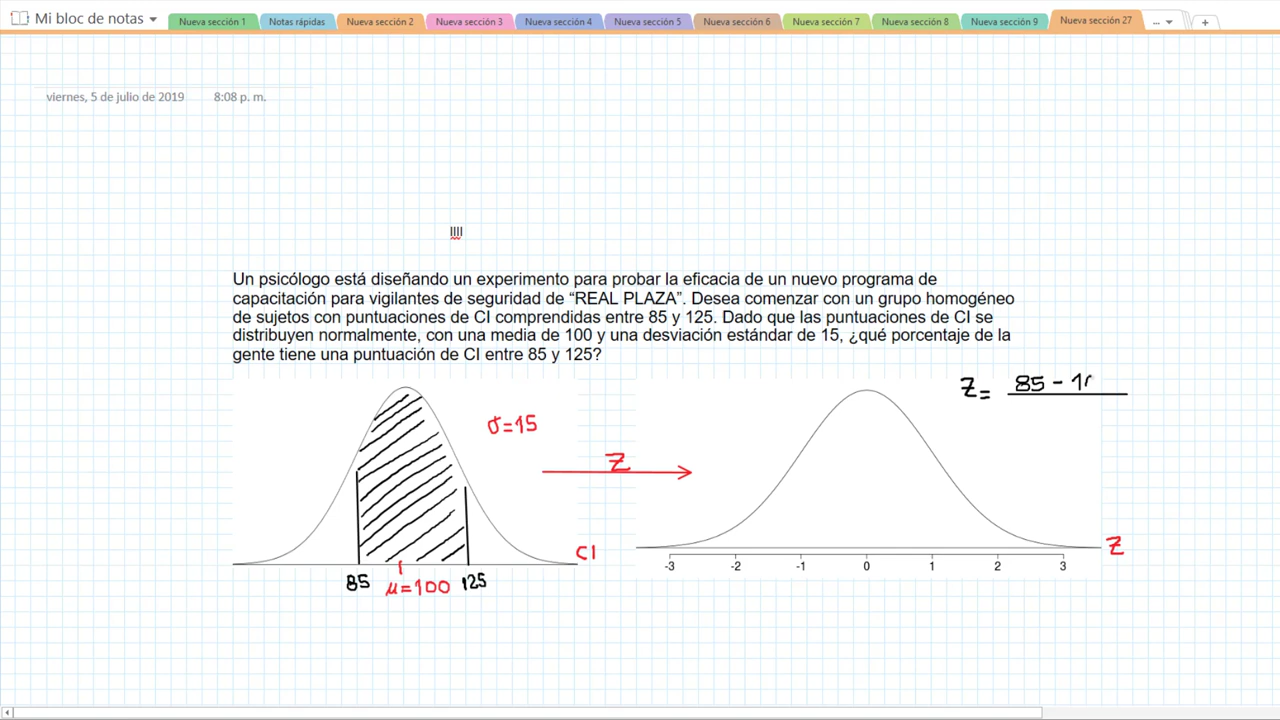 Mi bloc de notas
Nueva sección 1
Notas rápidas
Nueva sección 2
Nueva sección 3
Nueva sección 4
Nueva sección 5
Nueva sección 6
Nueva sección 7
Nueva sección 8
Nueva sección 9
Nueva sección 27
...
+
viernes, 5 de julio de 2019 8:08 p. m.
Un psicólogo está diseñando un experimento para probar la eficacia de un nuevo programa de
capacitación para vigilantes de seguridad de “REAL PLAZA”. Desea comenzar con un grupo homogéneo
de sujetos con puntuaciones de CI comprendidas entre 85 y 125. Dado que las puntuaciones de CI se
distribuyen normalmente, con una media de 100 y una desviación estándar de 15, ¿qué porcentaje de la
gente tiene una puntuación de CI entre 85 y 125?
Z= 85 - 1
σ=15
Z
CI
85 μ=100 125
Z
-3 -2 -1 0 1 2 3